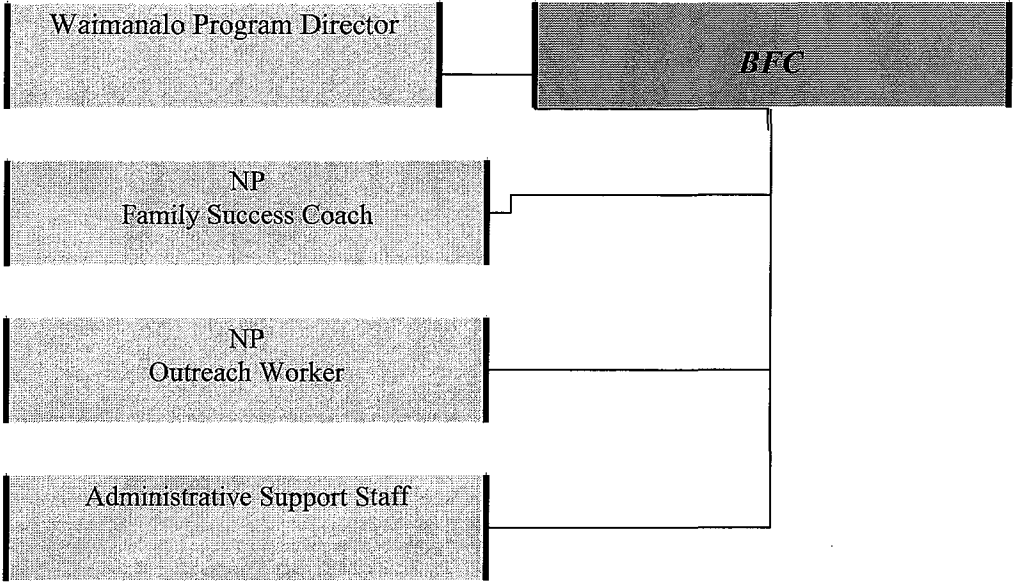 Waimanalo Program Director
BFC
NP
Family Success Coach
NP
Outreach Worker
Administrative Support Staff